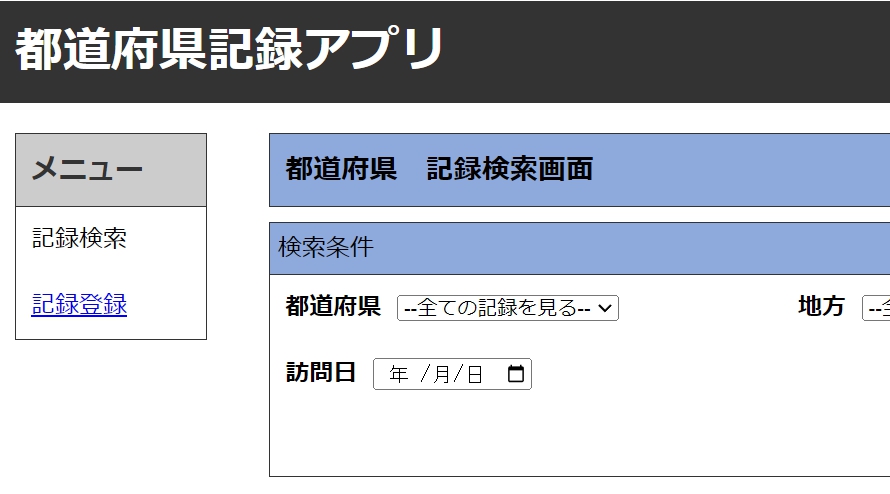 都道府県記録アプリ
メニュー
記録検索
記録登録
都道府県　記録検索画面
検索条件
都道府県 --全ての記録を見る-- 地方 --
訪問日 年 /月/日